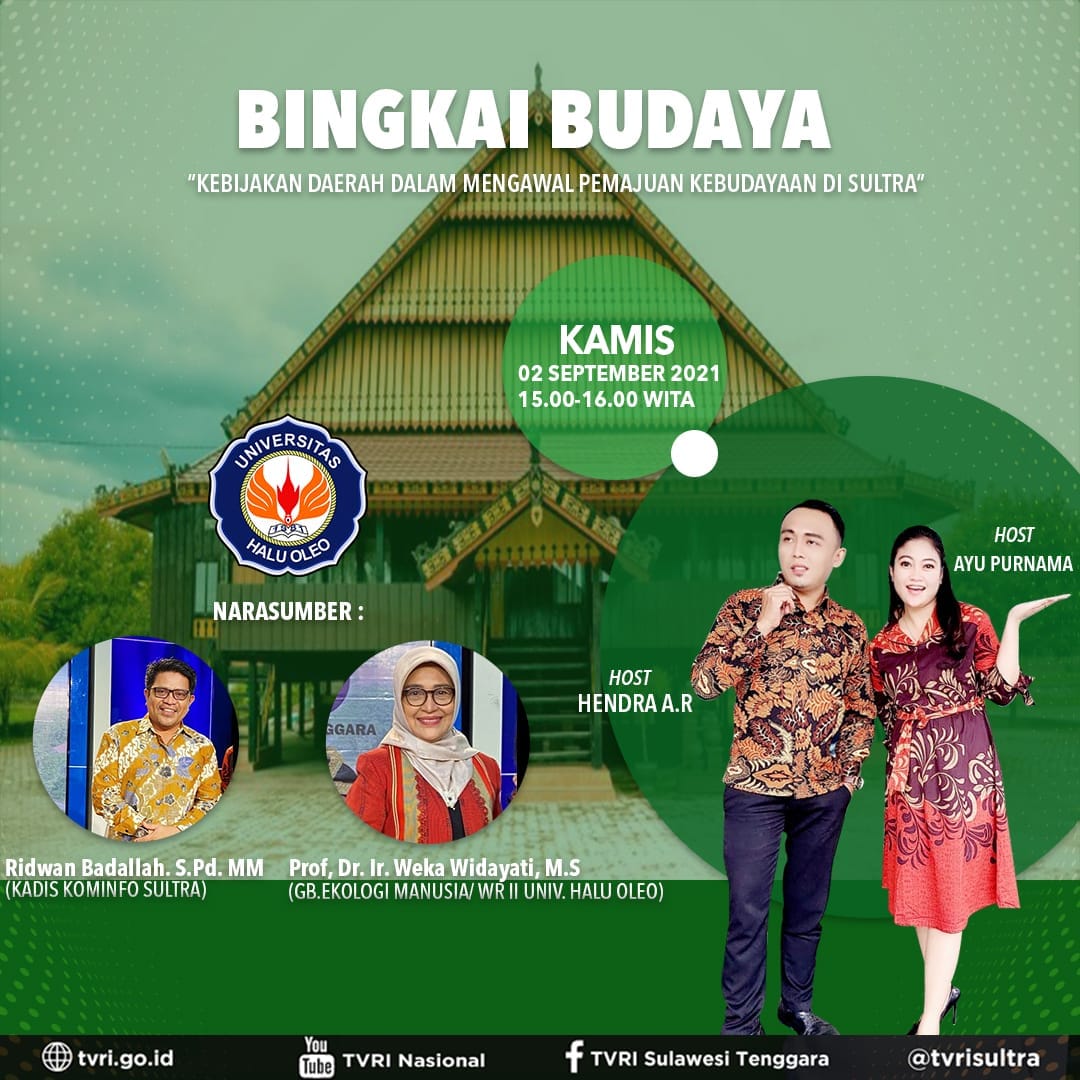 BINGKAI BUDAYA
"KEBIJAKAN DAERAH DALAM MENGAWAL PEMAJUAN KEBUDAYAAN DI SULTRA"
KAMIS
02 SEPTEMBER 2021
15.00-16.00 WITA
UNIVERSITAS
HALU OLEO
NARASUMBER :
GGARA
Ridwan Badallah. S.Pd. MM
(KADIS KOMINFO SULTRA)
Prof, Dr. Ir. Weka Widayati, M.S
(GB.EKOLOGI MANUSIA/ WR II UNIV. HALU OLEO)
HOST
HENDRA A.R
HOST
AYU PURNAMA
tvri.go.id
You
Tube
TVRI Nasional
f TVRI Sulawesi Tenggara
@tvrisultra